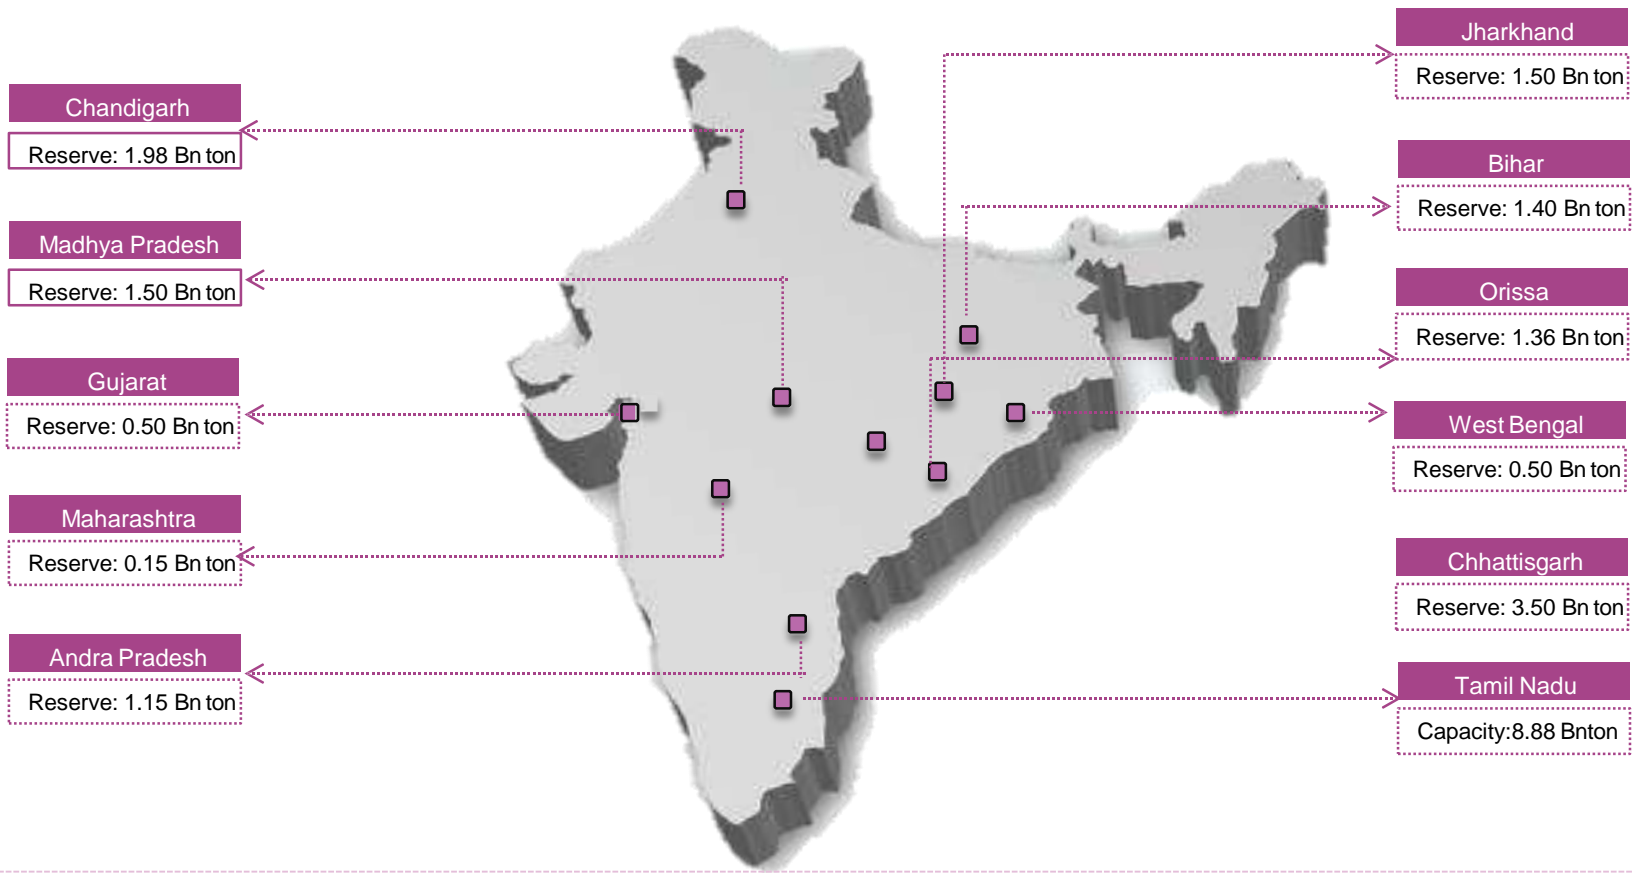 Chandigarh
Reserve: 1.98 Bn ton
Madhya Pradesh
Reserve: 1.50 Bn ton
Gujarat
Reserve: 0.50 Bn ton
Maharashtra
Reserve: 0.15 Bn ton
Andra Pradesh
Reserve: 1.15 Bn ton
Jharkhand
Reserve: 1.50 Bn ton
Bihar
Reserve: 1.40 Bn ton
Orissa
Reserve: 1.36 Bn ton
West Bengal
Reserve: 0.50 Bn ton
Chhattisgarh
Reserve: 3.50 Bn ton
Tamil Nadu
Capacity:8.88 Bnton